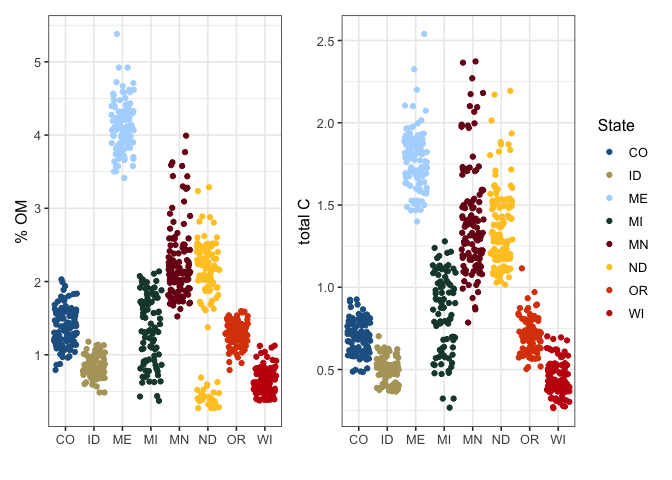 % OM
5
4
3
2
1
CO ID ME MI MN ND OR WI
total C
2.5
2.0
1.5
1.0
0.5
CO ID ME MI MN ND OR WI
State
CO
ID
ME
MI
MN
ND
OR
WI